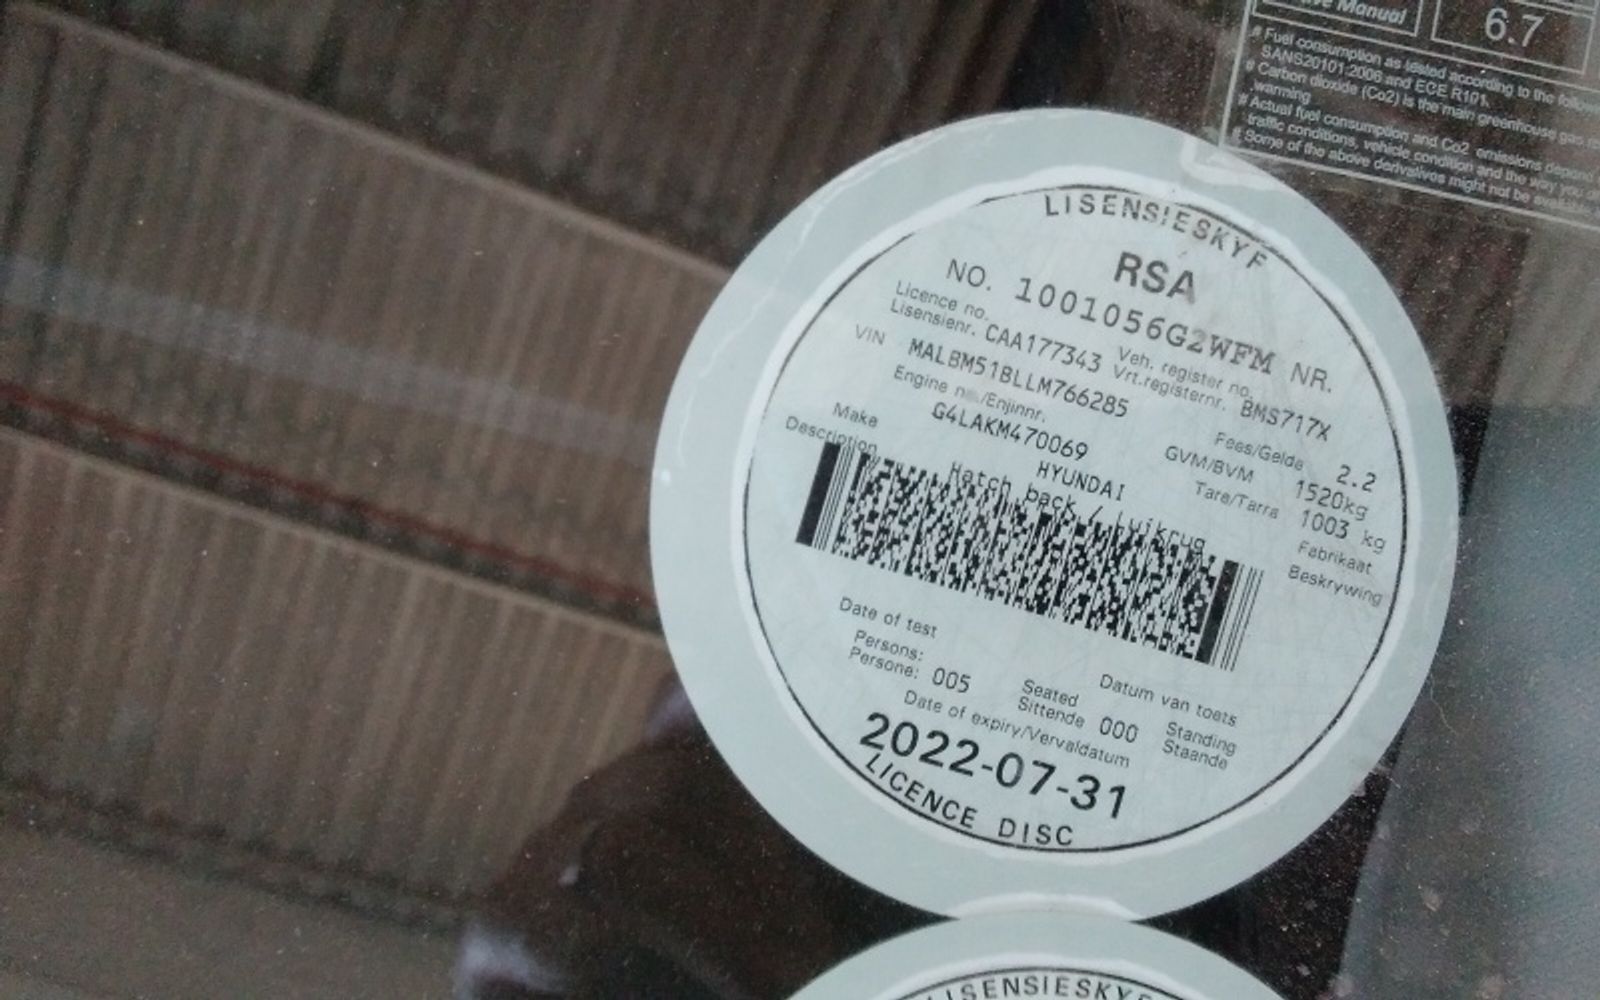 ve Manual
6.7
# Fuel consumption as tested according to the follow
SANS20101:2006 and ECE R101.
# Carbon dioxide (Co2) is the main greenhouse gas
warming
# Actual fuel consumption and Co2 emissions depend
traffic conditions, vehicle condition and the way you
# Some of the above derivatives might not be
LISENSIESKYF
RSA
NO. 1001056G2WFM NR.
Licence no.
Lisensienr. CAA177343
Veh. register no.
Vrt.registernr. BMS717X
VIN MALBM51BLLM766285
Engine no./Enjinnr.
G4LAKM470069
Fees/Gelde 2.2
GVM/BVM 1520kg
Tare/Tarra 1003 kg
Make HYUNDAI Fabrikaat
Description Hatch back / Luikrug Beskrywing
Date of test Datum van toets
Persons:
Persone: 005 Seated
Sittende 000 Standing
Staande
Date of expiry/Vervaldatum
2022-07-31
LICENCE DISC
LISENSIESKYF